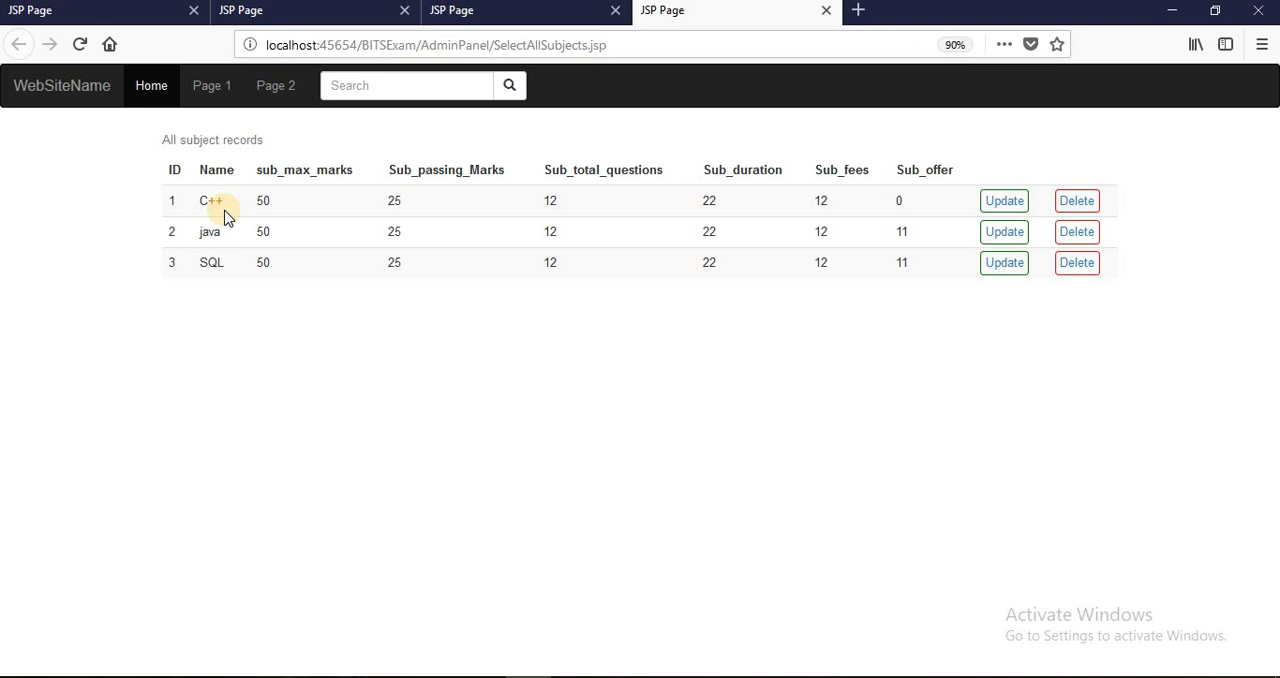 JSP Page JSP Page JSP Page JSP Page
localhost:45654/BITSExam/AdminPanel/SelectAllSubjects.jsp 90%
WebSiteName Home Page 1 Page 2 Search
All subject records
ID Name sub_max_marks Sub_passing_Marks Sub_total_questions Sub_duration Sub_fees Sub_offer
1 C++ 50 25 12 22 12 0 Update Delete
2 java 50 25 12 22 12 11 Update Delete
3 SQL 50 25 12 22 12 11 Update Delete
Activate Windows
Go to Settings to activate Windows.